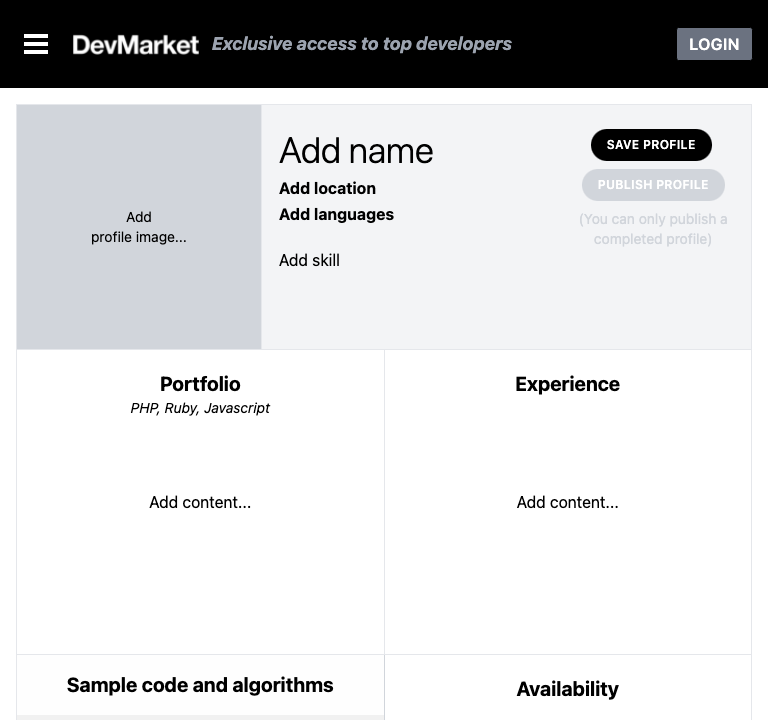 DevMarket Exclusive access to top developers LOGIN
Add
profile image...
Add name
Add location
Add languages
Add skill
SAVE PROFILE
PUBLISH PROFILE
(You can only publish a
completed profile)
Portfolio
PHP, Ruby, Javascript
Add content...
Experience
Add content...
Sample code and algorithms
Availability